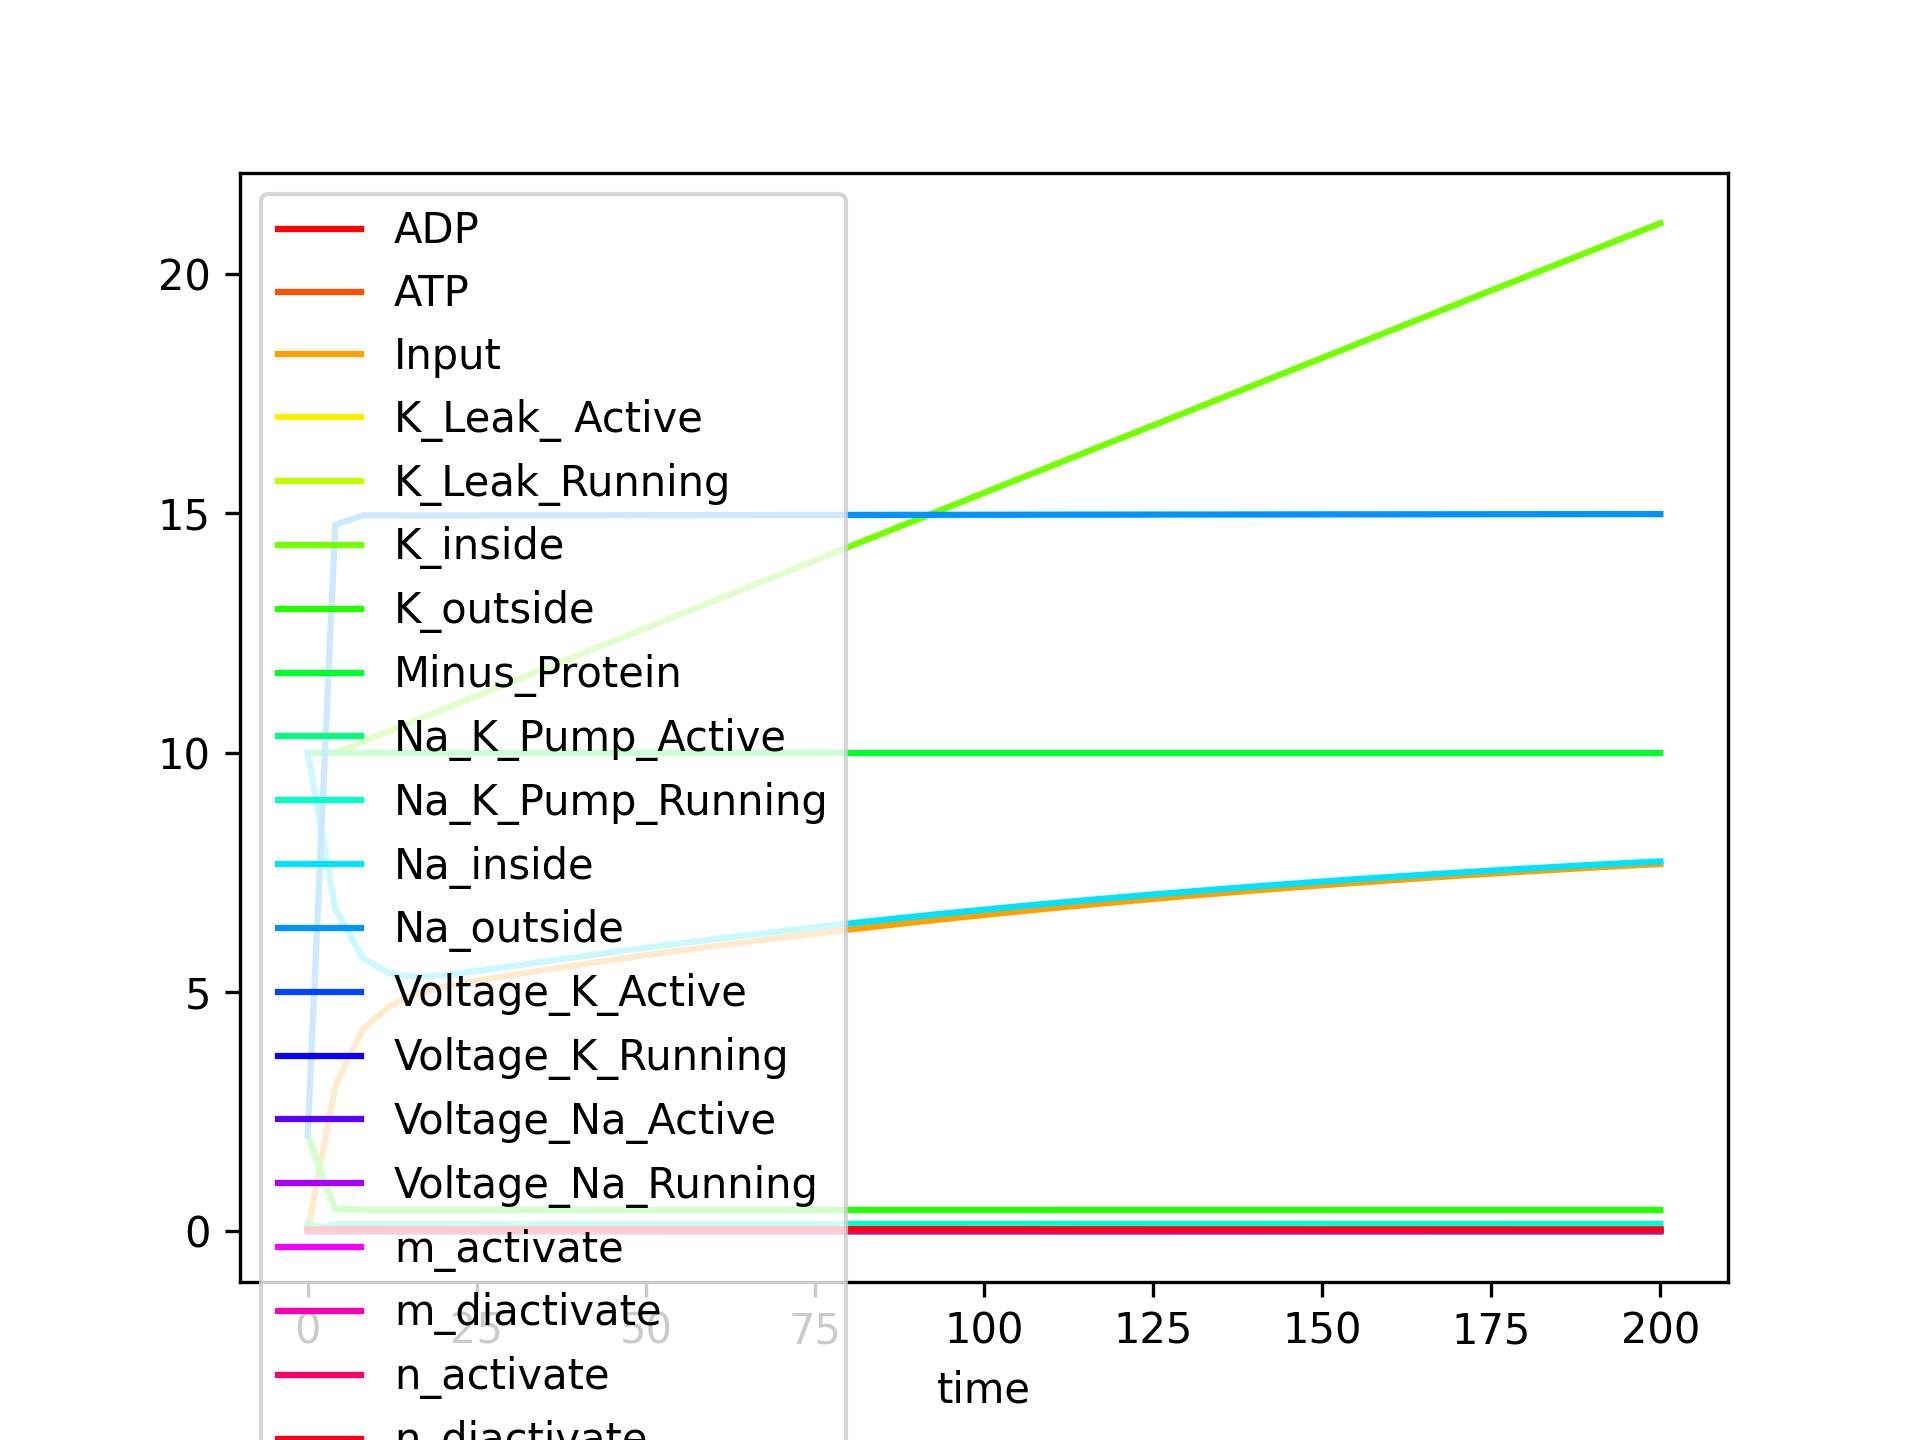 20
15
10
5
0
ADP
ATP
Input
K_Leak_ Active
K_Leak_Running
K_inside
K_outside
Minus_Protein
Na_K_Pump_Active
Na_K_Pump_Running
Na_inside
Na_outside
Voltage_K_Active
Voltage_K_Running
Voltage_Na_Active
Voltage_Na_Running
m_activate
m_diactivate
n_activate
n_diactivate
0 25 50 75 100 125 150 175 200
time